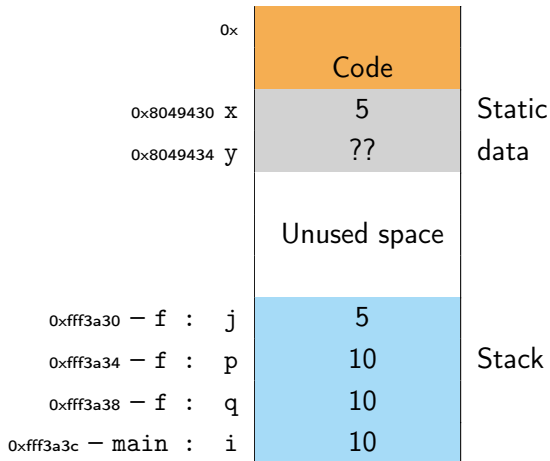 0x
Code
0x8049430 x 5 Static
0x8049434 y ?? data
Unused space
0xfff3a30 — f : j 5
0xfff3a34 — f : p 10 Stack
0xfff3a38 — f : q 10
0xfff3a3c — main : i 10